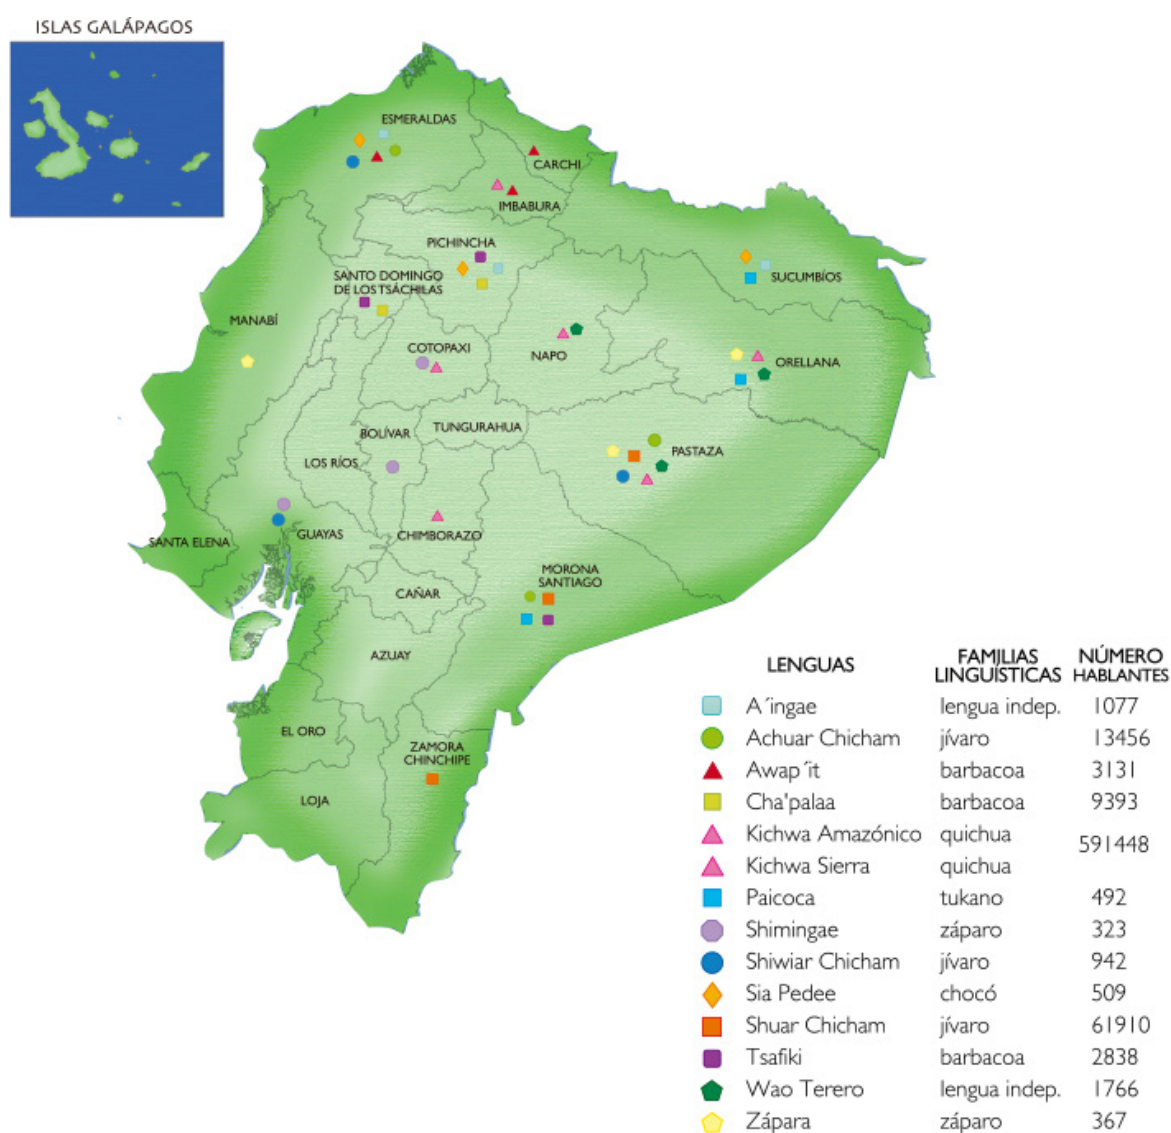 ISLAS GALÁPAGOS
ESMERALDAS
CARCHI
IMBABURA
PICHINCHA
SANTO DOMINGO
DE LOS TSÁCHILAS
SUCUMBÍOS
MANABÍ
COTOPAXI
NAPO
ORELLANA
BOLÍVAR
TUNGURAHUA
LOS RÍOS
PASTAZA
SANTA ELENA
GUAYAS
CHIMBORAZO
MORONA
SANTIAGO
CAÑAR
AZUAY
EL ORO
ZAMORA
CHINCHIPE
LOJA
LENGUAS FAMILIAS LINGUÍSTICAS NÚMERO HABLANTES
A´ingae lengua indep. 1077
Achuar Chicham jívaro 13456
Awap´it barbacoa 3131
Cha'palaa barbacoa 9393
Kichwa Amazónico quichua 591448
Kichwa Sierra quichua
Paicoca tukano 492
Shimingae záparo 323
Shiwiar Chicham jívaro 942
Sia Pedee chocó 509
Shuar Chicham jívaro 61910
Tsafiki barbacoa 2838
Wao Terero lengua indep. 1766
Zápara záparo 367